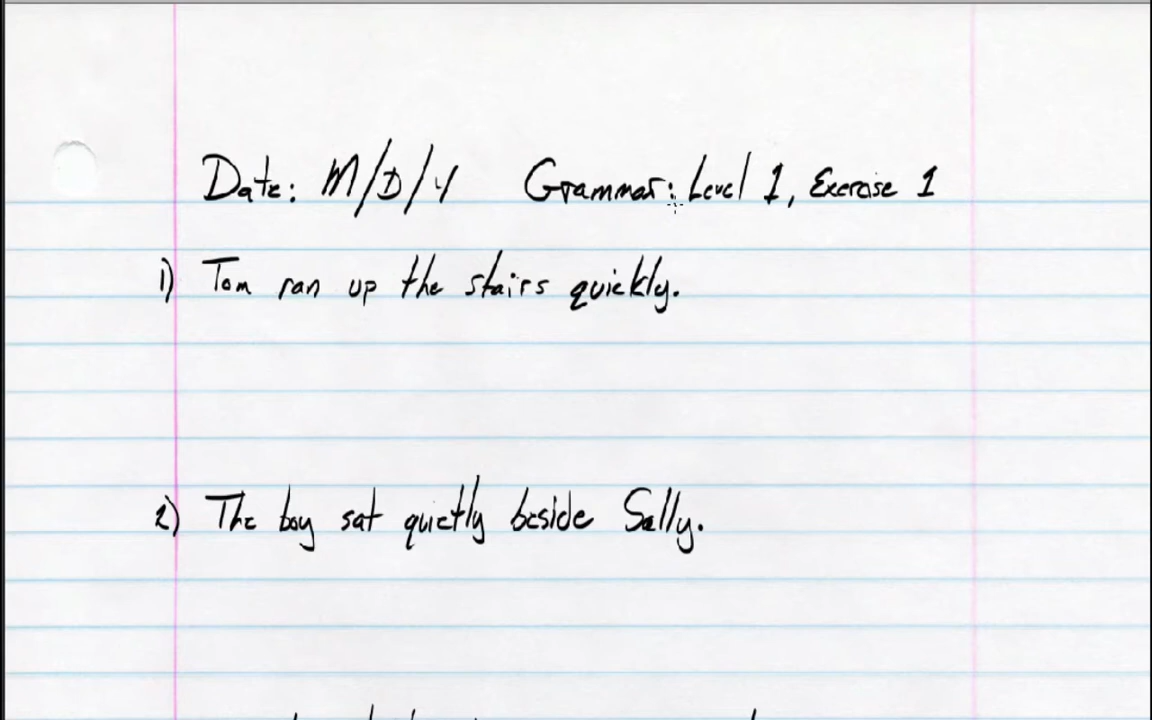 Date: M/D/Y Grammar: Level 1, Exercise 1
1) Tom ran up the stairs quickly.
2) The boy sat quietly beside Sally.